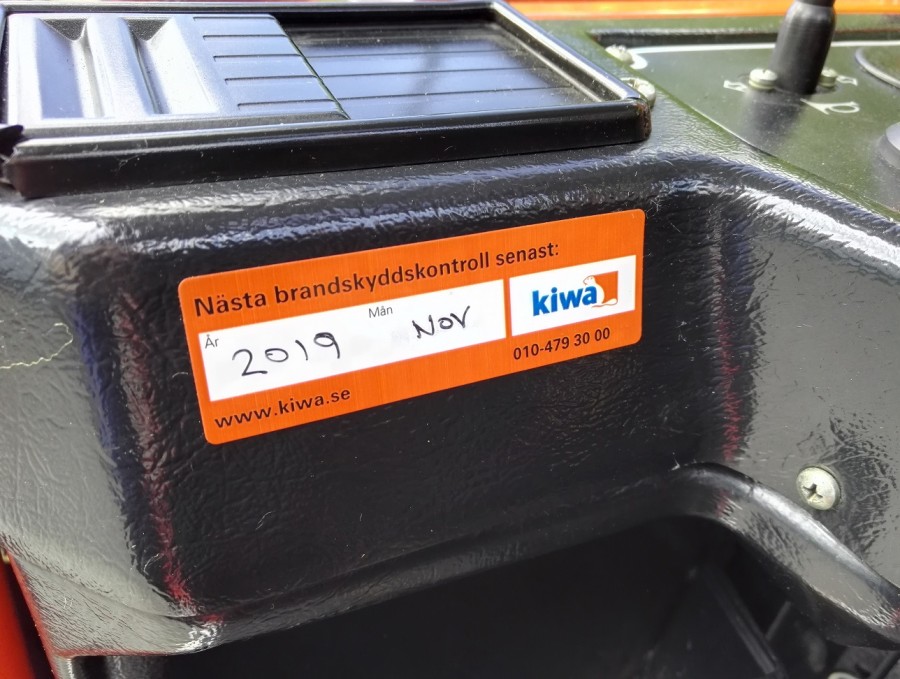 Nästa brandskyddskontroll senast:
År 2019 Mån Nov
kiwa
www.kiwa.se
010-479 30 00